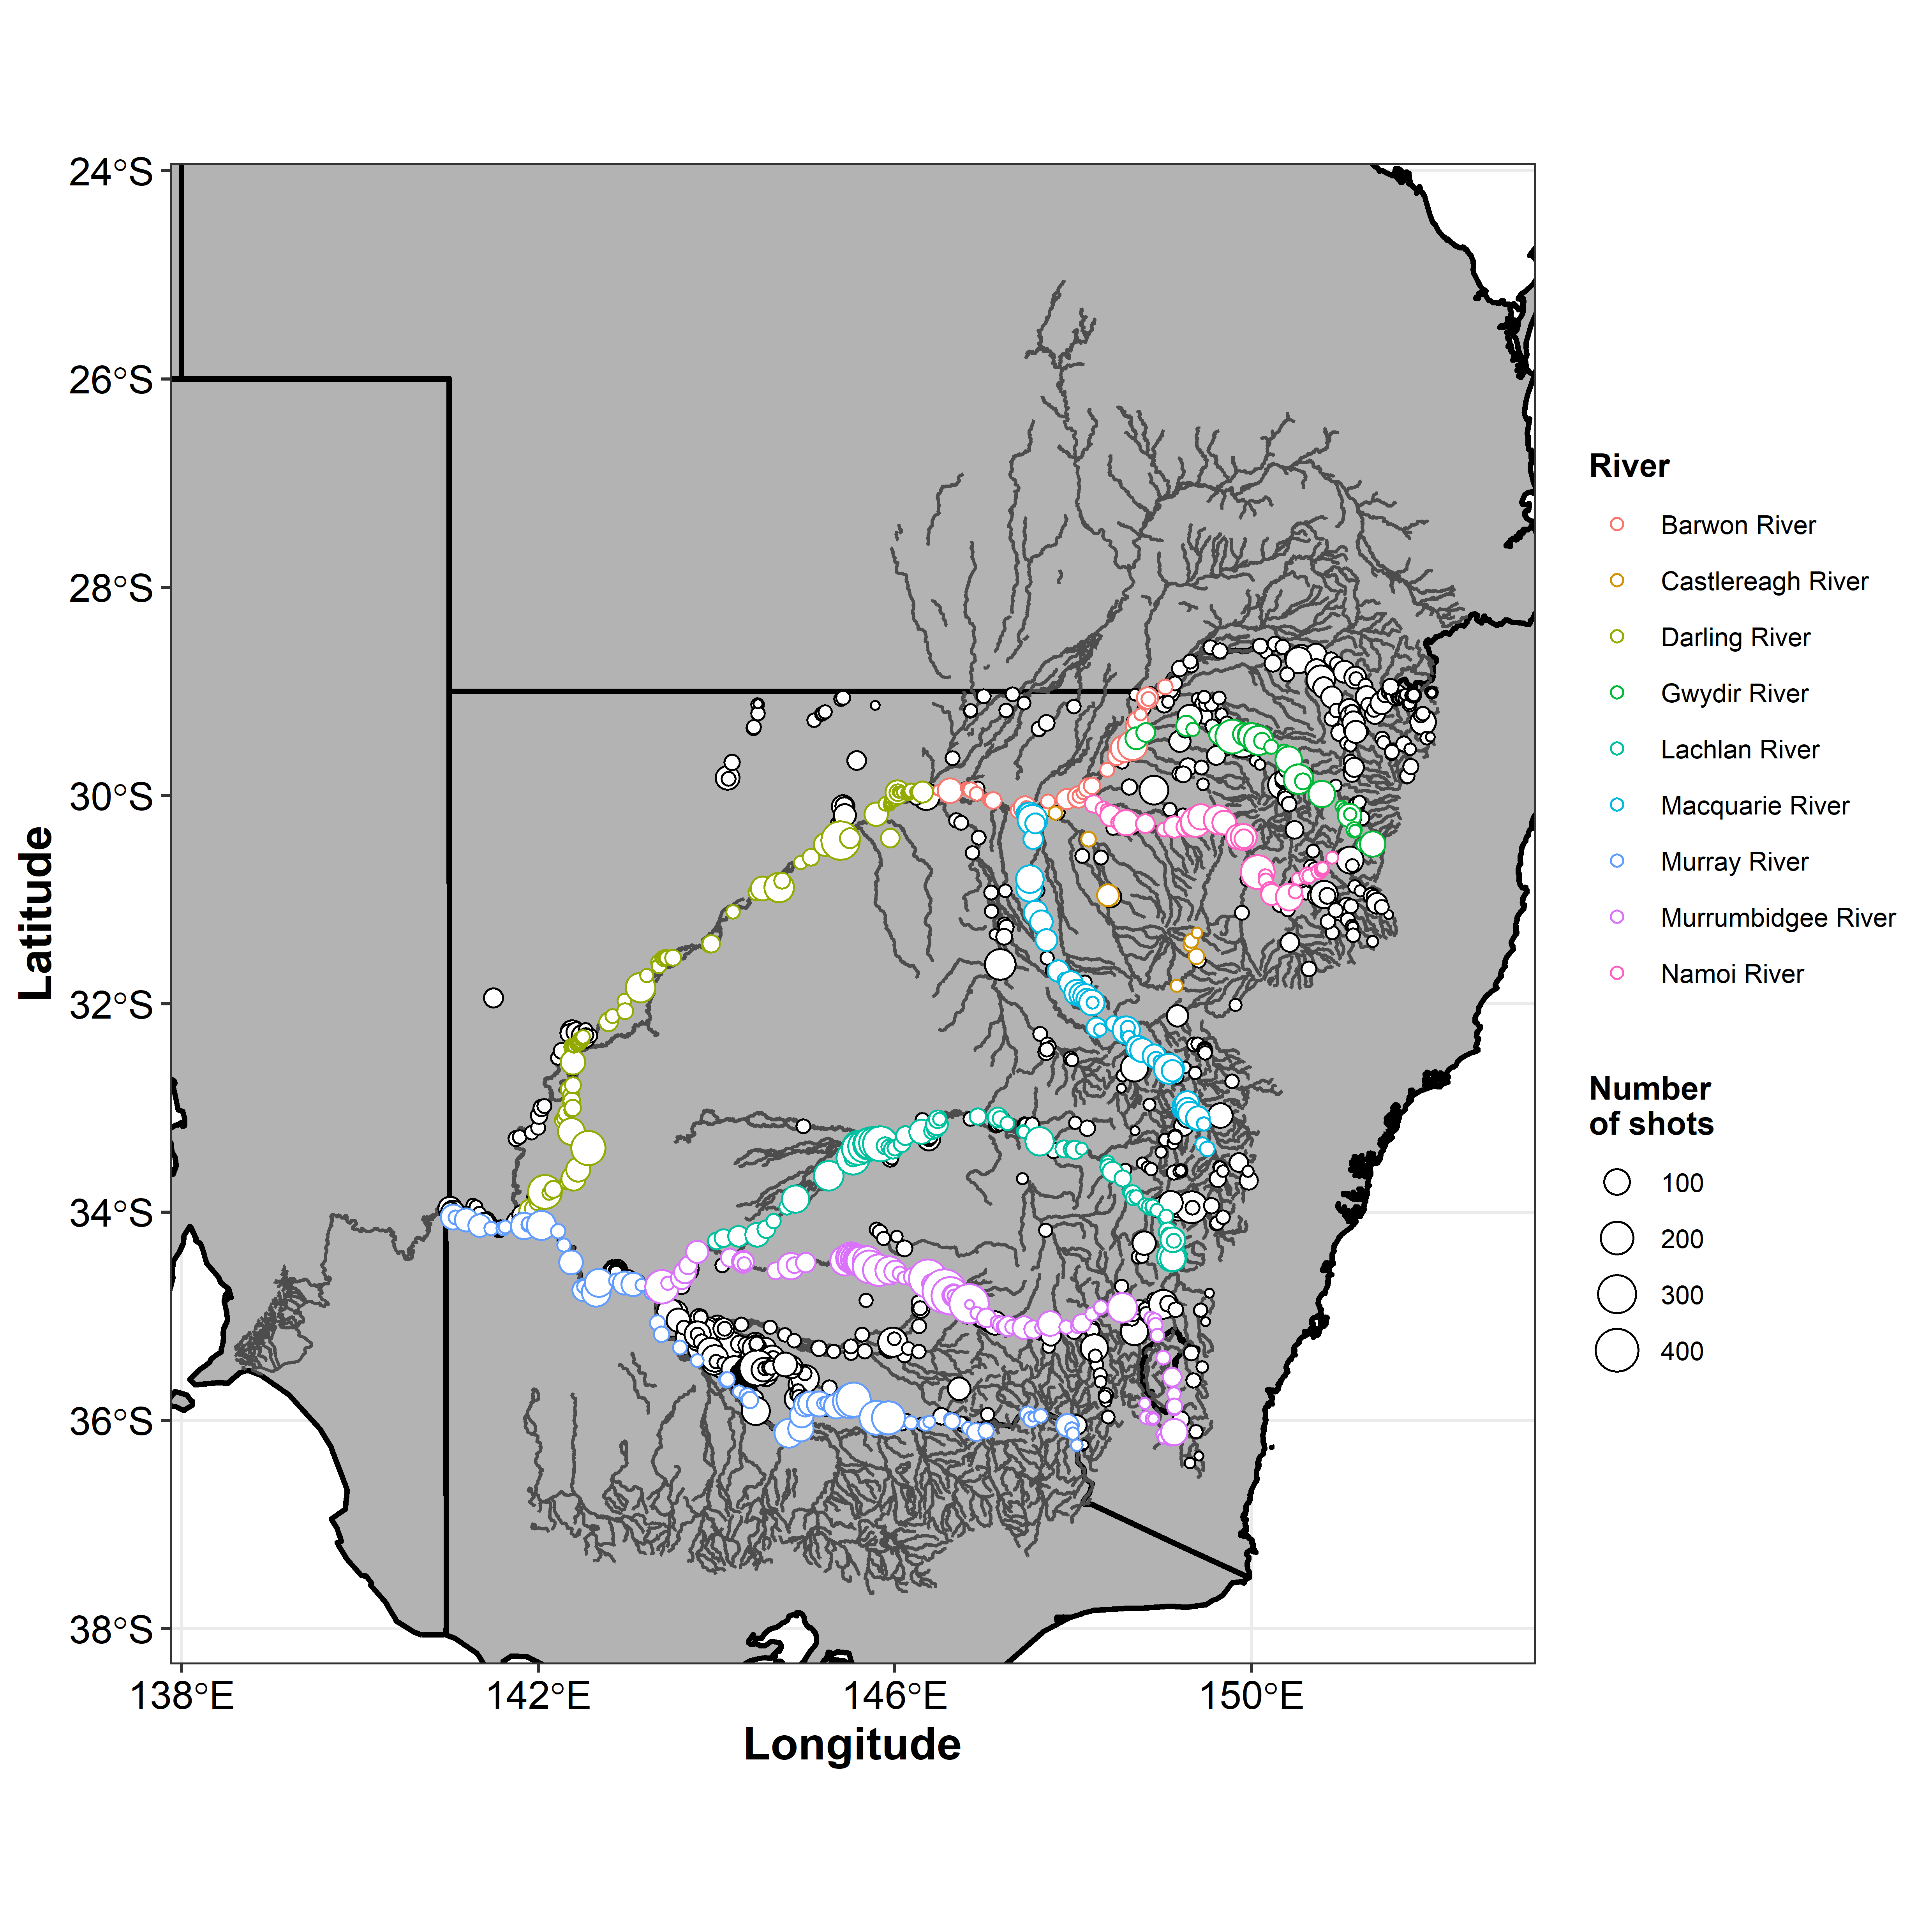 24°S
26°S
28°S
30°S
32°S
34°S
36°S
38°S
Latitude
138°E
142°E
146°E
150°E
Longitude
River
Barwon River
Castlereagh River
Darling River
Gwydir River
Lachlan River
Macquarie River
Murray River
Murrumbidgee River
Namoi River
Number
of shots
100
200
300
400